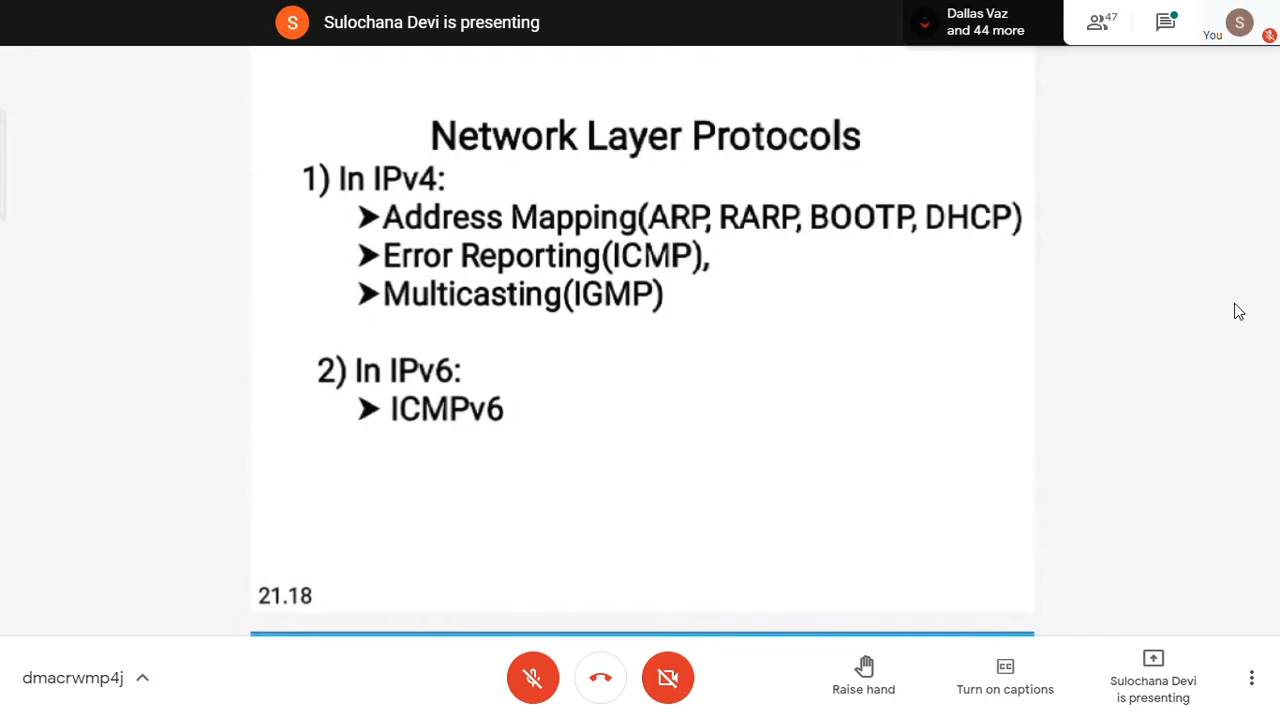 S Sulochana Devi is presenting
Dallas Vaz
and 44 more
47
You
S
Network Layer Protocols
1) In IPv4:
➤Address Mapping(ARP, RARP, BOOTP, DHCP)
➤Error Reporting(ICMP),
➤Multicasting(IGMP)
2) In IPv6:
➤ ICMPv6
21.18
dmacrwmp4j
Raise hand
CC
Turn on captions
Sulochana Devi
is presenting